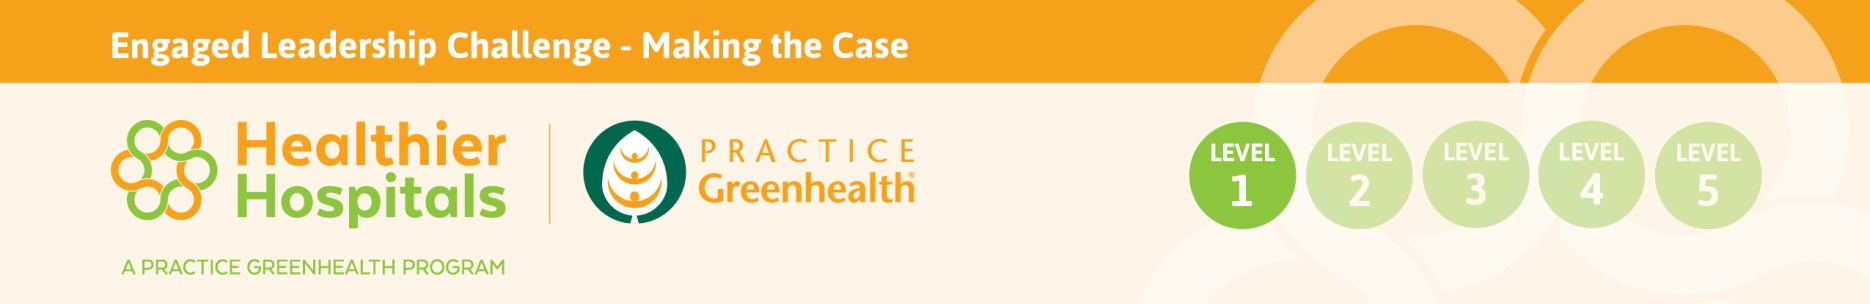 Engaged Leadership Challenge - Making the Case
Healthier
Hospitals
A PRACTICE GREENHEALTH PROGRAM
PRACTICE
Greenhealth®
LEVEL
1
LEVEL
2
LEVEL
3
LEVEL
4
LEVEL
5